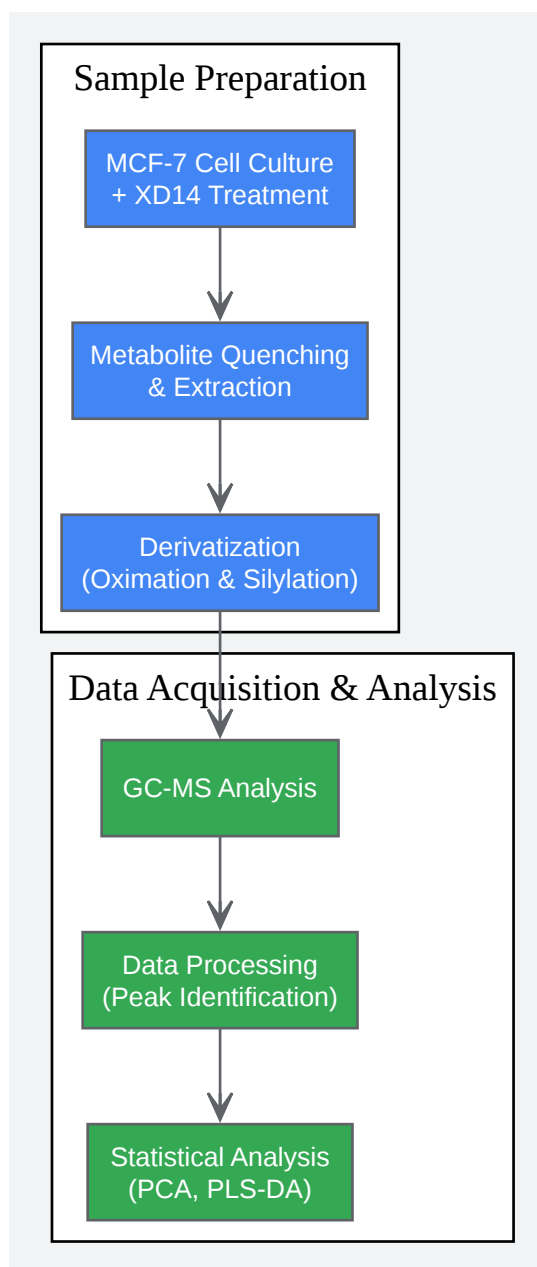 Sample Preparation
MCF-7 Cell Culture
+ XD14 Treatment
Metabolite Quenching
& Extraction
Derivatization
(Oximation & Silylation)
Data Acquisition & Analysis
GC-MS Analysis
Data Processing
(Peak Identification)
Statistical Analysis
(PCA, PLS-DA)